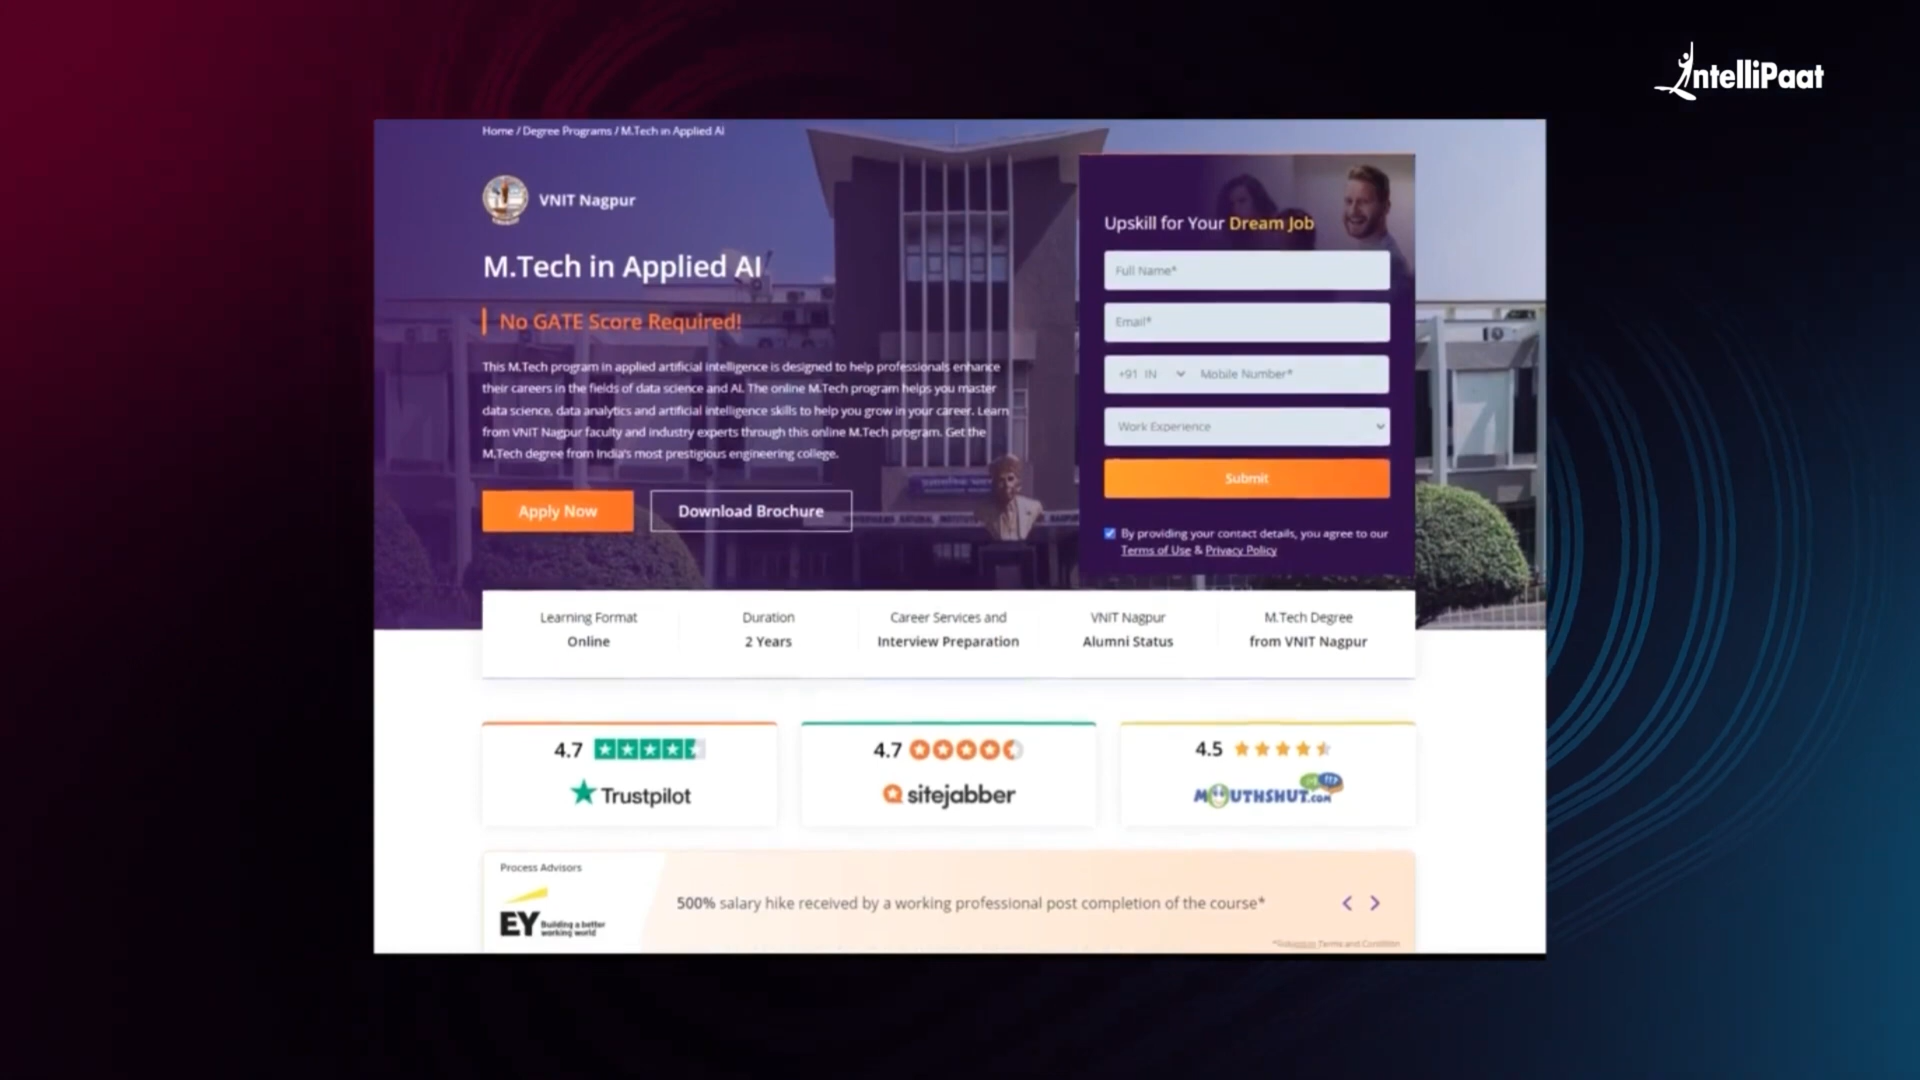 IntelliPaat
Home / Degree Programs / M.Tech in Applied AI
VNIT Nagpur
M.Tech in Applied AI
No GATE Score Required!
This M.Tech program in applied artificial intelligence is designed to help professionals enhance
their careers in the fields of data science and AI. The online M.Tech program helps you master
data science, data analytics and artificial intelligence skills to help you grow in your career. Learn
from VNIT Nagpur faculty and industry experts through this online M.Tech program. Get the
M.Tech degree from India's most prestigious engineering college.
Apply Now
Download Brochure
Upskill for Your Dream Job
Full Name*
Email*
+91 IN Mobile Number*
Work Experience
Submit
By providing your contact details, you agree to our
Terms of Use & Privacy Policy
Learning Format
Online
Duration
2 Years
Career Services and
Interview Preparation
VNIT Nagpur
Alumni Status
M.Tech Degree
from VNIT Nagpur
4.7
Trustpilot
4.7
sitejabber
4.5
MOUTHSHUT.COM
Process Advisors
EY Building a better
working world
500% salary hike received by a working professional post completion of the course*
Terms and Condition